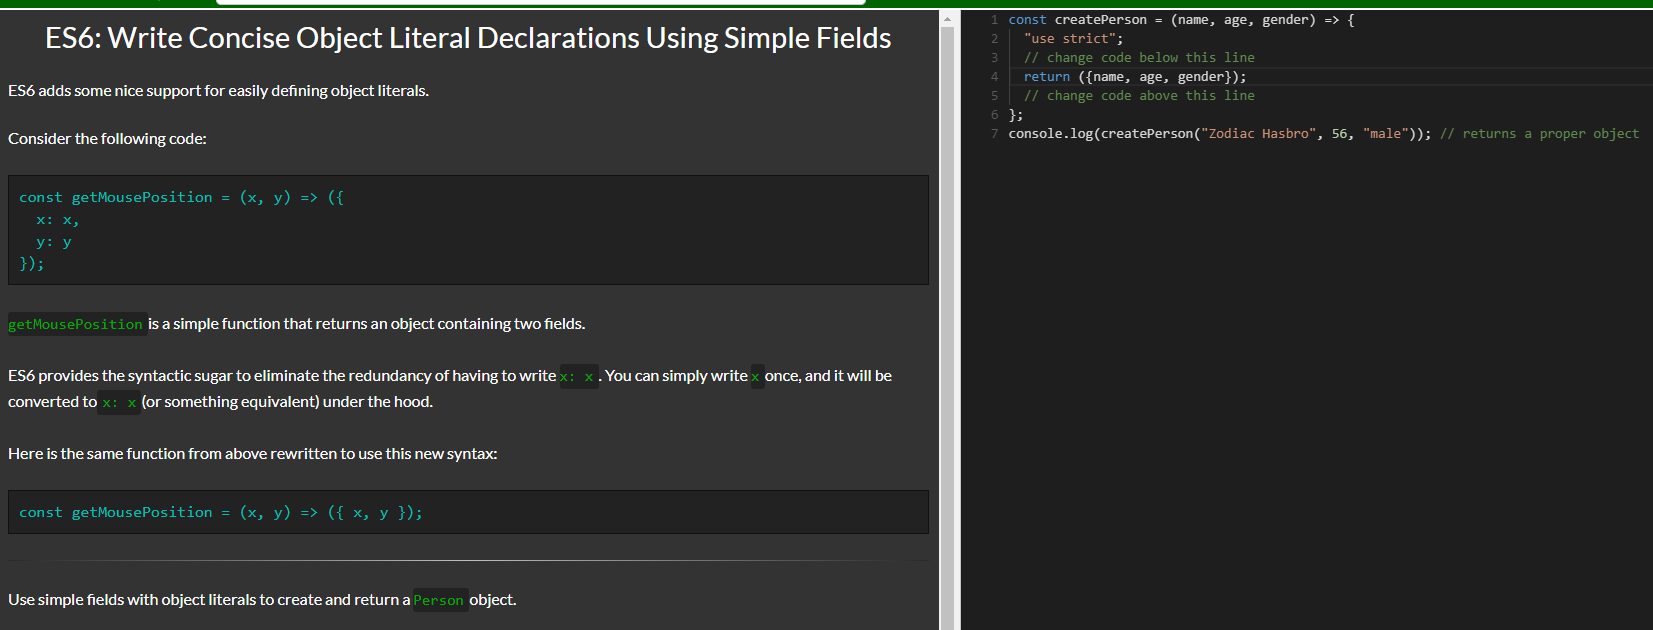 ES6: Write Concise Object Literal Declarations Using Simple Fields
ES6 adds some nice support for easily defining object literals.
Consider the following code:
const getMousePosition = (x, y) => ({
  x: x,
  y: y
});
getMousePosition is a simple function that returns an object containing two fields.
ES6 provides the syntactic sugar to eliminate the redundancy of having to write x: x . You can simply write x once, and it will be
converted to x: x (or something equivalent) under the hood.
Here is the same function from above rewritten to use this new syntax:
const getMousePosition = (x, y) => ({ x, y });
Use simple fields with object literals to create and return a Person object.
1 const createPerson = (name, age, gender) => {
2   "use strict";
3   // change code below this line
4   return ({name, age, gender});
5   // change code above this line
6 };
7 console.log(createPerson("Zodiac Hasbro", 56, "male")); // returns a proper object